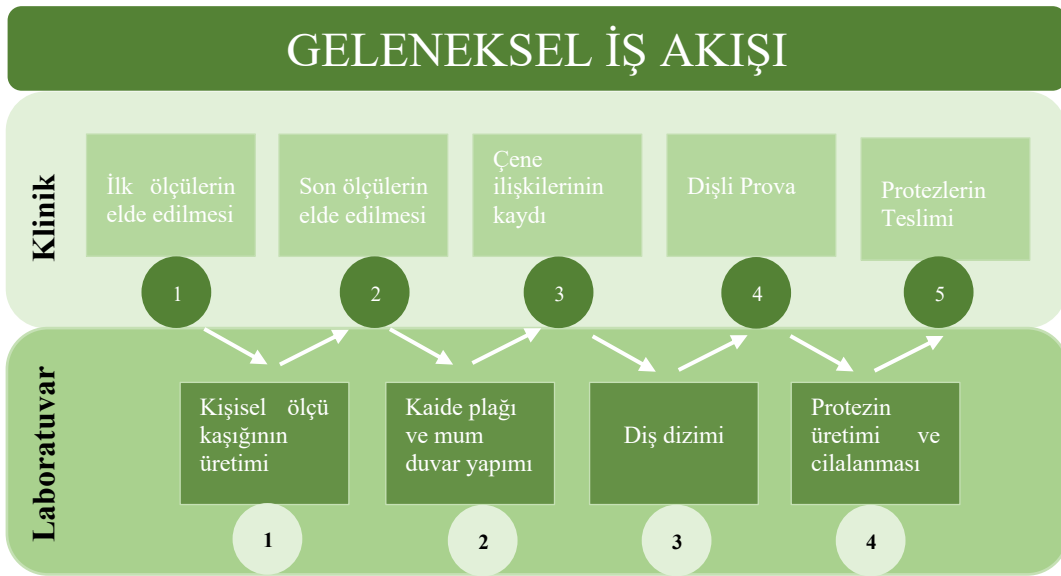 GELENEKSEL İŞ AKIŞI
Klinik
İlk ölçülerin
elde edilmesi
Son ölçülerin
elde edilmesi
Çene
ilişkilerinin
kaydı
Dişli Prova
Protezlerin
Teslimi
1
2
3
4
5
Laboratuvar
Kişisel ölçü
kaşığının
üretimi
Kaide plağı
ve mum
duvar yapımı
Diş dizimi
Protezin
üretimi ve
cilalanması
1
2
3
4